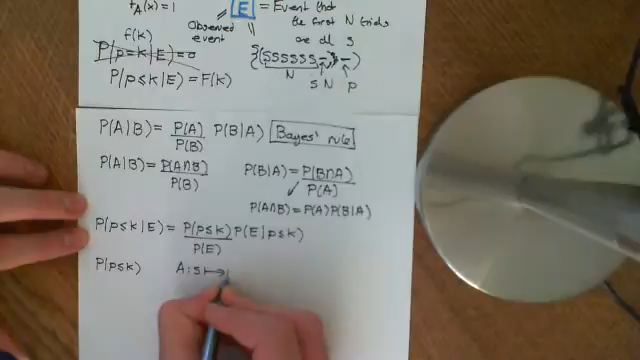 f_A(x) = 1
E = Event that
the first N trials
are all s
Observed
event
f(k)
P(p=k|E)=0
{(ssssss--)}
N
s N
p
P(p≤k|E) = F(k)
P(A|B) = P(A)/P(B) P(B|A) Bayes' rule
P(A|B) = P(A∩B)/P(B) P(B|A) = P(B∩A)/P(A)
P(A∩B) = P(A)P(B|A)
P(p≤k|E) = P(p≤k)/P(E) P(E|p≤k)
P(p≤k) A: s ↦